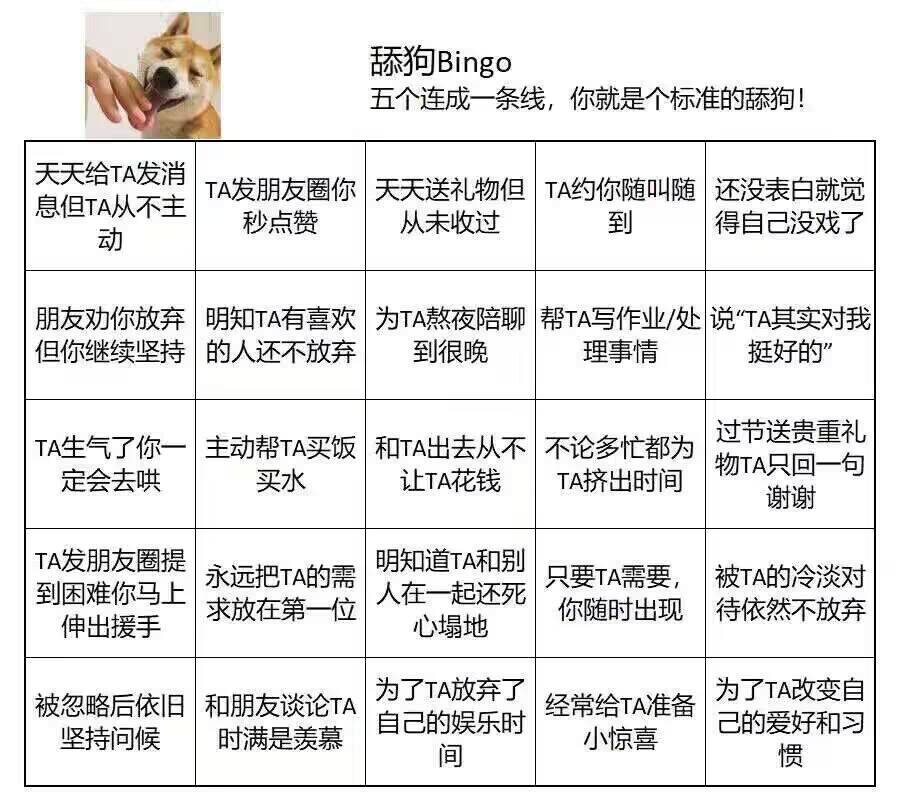 舔狗Bingo
五个连成一条线，你就是个标准的舔狗！
天天给TA发消
息但TA从不主
动
TA发朋友圈你
秒点赞
天天送礼物但
从未收过
TA约你随叫随
到
还没表白就觉
得自己没戏了
朋友劝你放弃
但你继续坚持
明知TA有喜欢
的人还不放弃
为TA熬夜陪聊
到很晚
帮TA写作业/处
理事情
说“TA其实对我
挺好的”
TA生气了你一
定会去哄
主动帮TA买饭
买水
和TA出去从不
让TA花钱
不论多忙都为
TA挤出时间
过节送贵重礼
物TA只回一句
谢谢
TA发朋友圈提
到困难你马上
伸出援手
永远把TA的需
求放在第一位
明知道TA和别
人在一起还死
心塌地
只要TA需要，
你随时出现
被TA的冷淡对
待依然不放弃
被忽略后依旧
坚持问候
和朋友谈论TA
时满是羡慕
为了TA放弃了
自己的娱乐时
间
经常给TA准备
小惊喜
为了TA改变自
己的爱好和习
惯